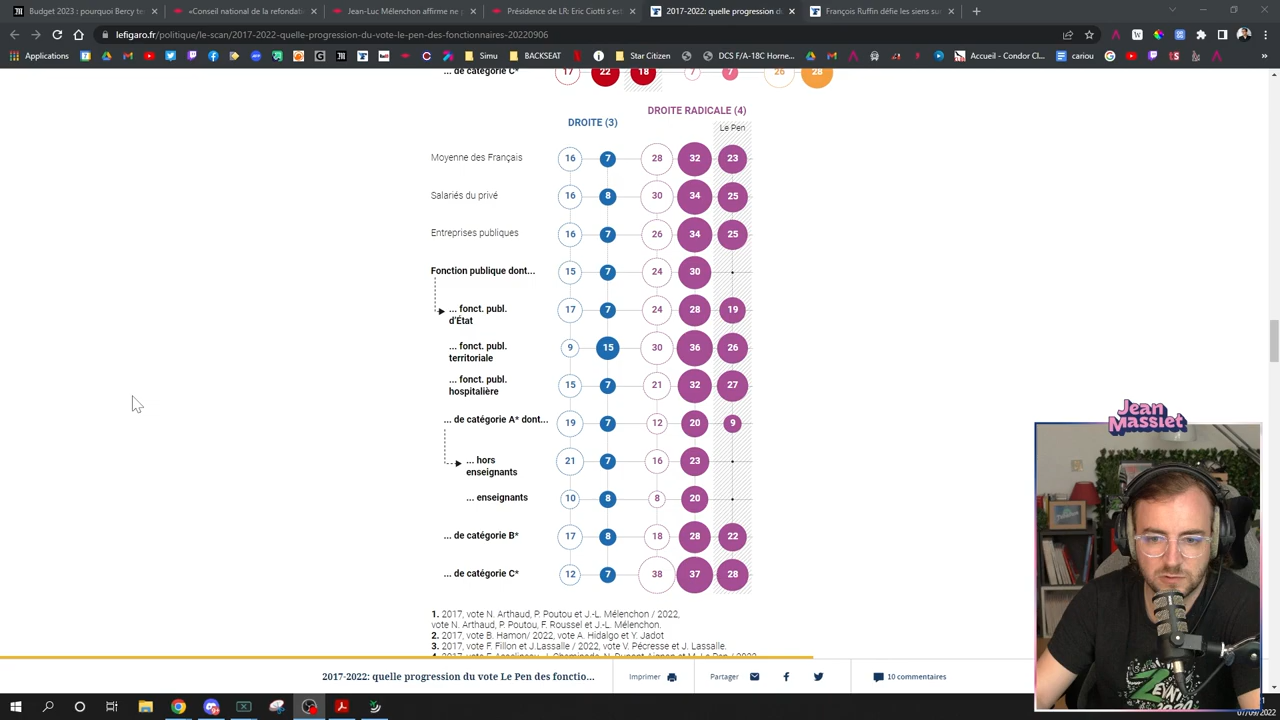 Budget 2023 : pourquoi Bercy te
«Conseil national de la refondatio
Jean-Luc Mélenchon affirme
Présidence de LR: Eric Ciotti s'est
2017-2022: quelle progression du
François Ruffin défie les siens sur
lefigaro.fr/politique/le-scan/2017-2022-quelle-progression-du-vote-le-pen-des-fonctionnaires-20220906
Applications
Simu
BACKSEAT
Star Citizen
DCS F/A-18C Horne...
Accueil - Condor Cl...
cariou
... de catégorie C*
17 22 18 7 7 26 28
DROITE RADICALE (4)
DROITE (3)
Le Pen
Moyenne des Français 16 7 28 32 23
Salariés du privé 16 8 30 34 25
Entreprises publiques 16 7 26 34 25
Fonction publique dont... 15 7 24 30
... fonct. publ.
d'État 17 7 24 28 19
... fonct. publ.
territoriale 9 15 30 36 26
... fonct. publ.
hospitalière 15 7 21 32 27
... de catégorie A* dont... 19 7 12 20 9
... hors
enseignants 21 7 16 23
... enseignants 10 8 8 20
... de catégorie B* 17 8 18 28 22
... de catégorie C* 12 7 38 37 28
1. 2017, vote N. Arthaud, P. Poutou et J.-L. Mélenchon / 2022,
vote N. Arthaud, P. Poutou, F. Roussel et J.-L. Mélenchon.
2. 2017, vote B. Hamon/ 2022, vote A. Hidalgo et Y. Jadot
3. 2017, vote F. Fillon et J.Lassalle / 2022, vote V. Pécresse et J. Lassalle.
2017-2022: quelle progression du vote Le Pen des fonctio...
Imprimer
Partager
10 commentaires
Jean
Massiet
07/09/2022